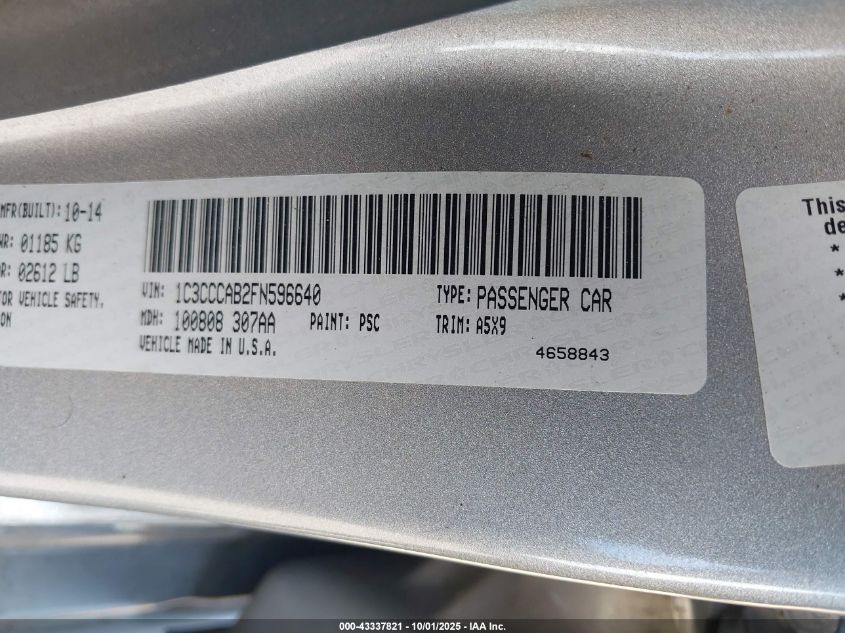 MFR(BUILT): 10-14
WR: 01185 KG
R: 02612 LB
TOR VEHICLE SAFETY,
ON
VIN: 1C3CCCAB2FN596640
TYPE: PASSENGER CAR
MDH: 100808 307AA
PAINT: PSC
TRIM: A5X9
VEHICLE MADE IN U.S.A.
4658843
This
de
*
*
*
000-43337821 - 10/01/2025 - IAA Inc.